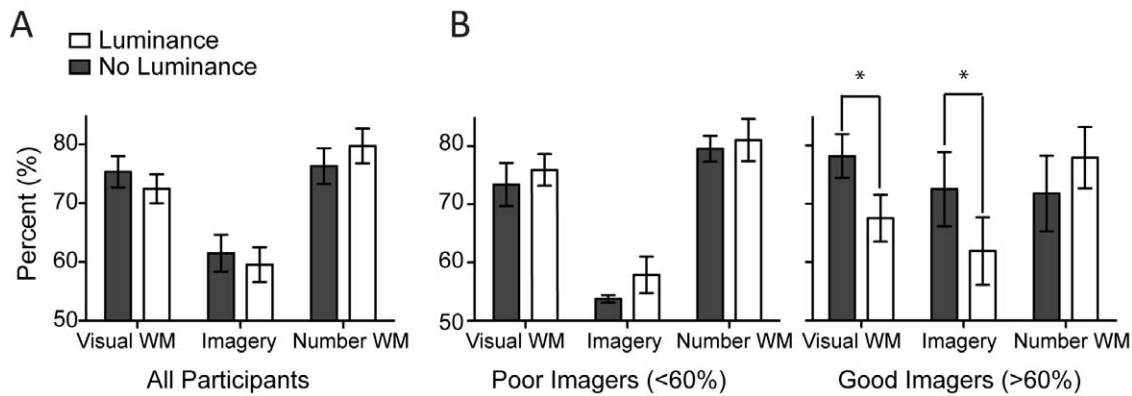 A
B
Luminance
No Luminance
* *
Percent (%)
80
70
60
50
80
70
60
50
Visual WM Imagery Number WM
Visual WM Imagery Number WM
Visual WM Imagery Number WM
All Participants
Poor Imagers (<60%)
Good Imagers (>60%)